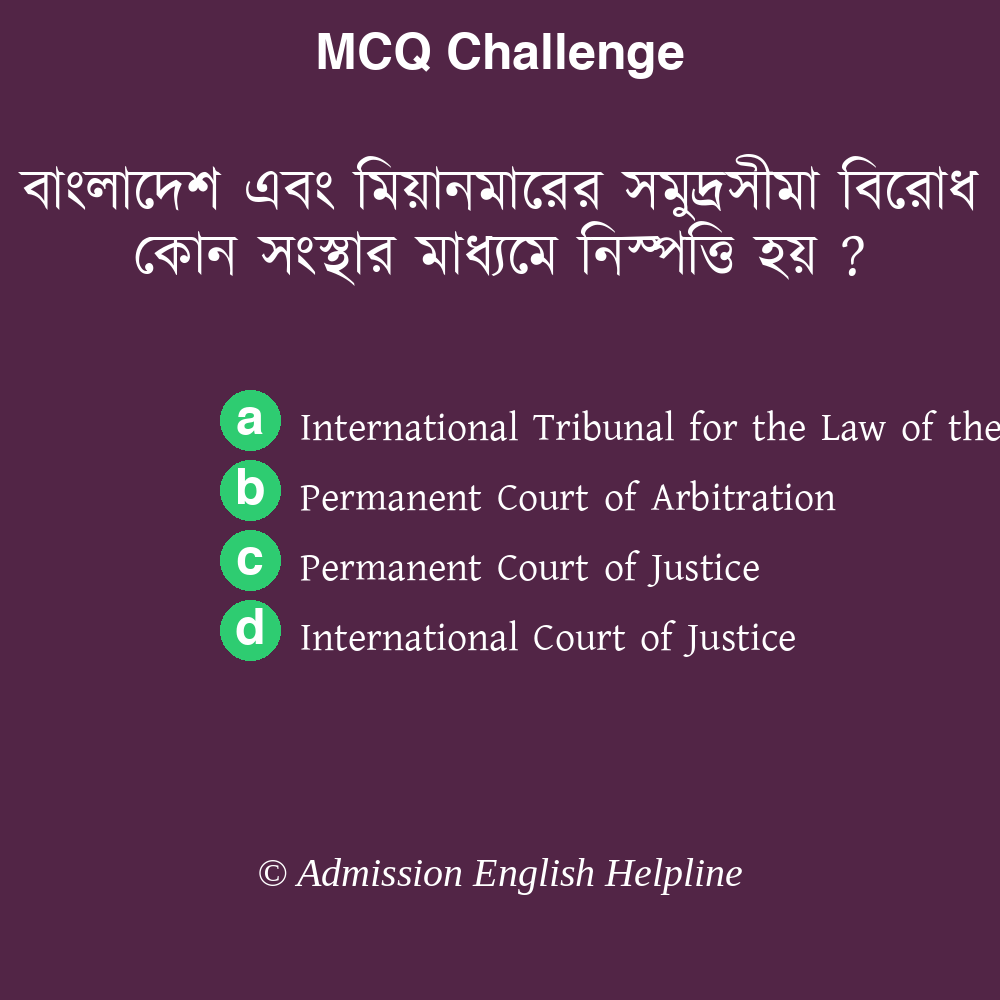 MCQ Challenge
বাংলাদেশ এবং মিয়ানমারের সমুদ্রসীমা বিরোধ
কোন সংস্থার মাধ্যমে নিস্পত্তি হয় ?
a International Tribunal for the Law of the
b Permanent Court of Arbitration
c Permanent Court of Justice
d International Court of Justice
© Admission English Helpline